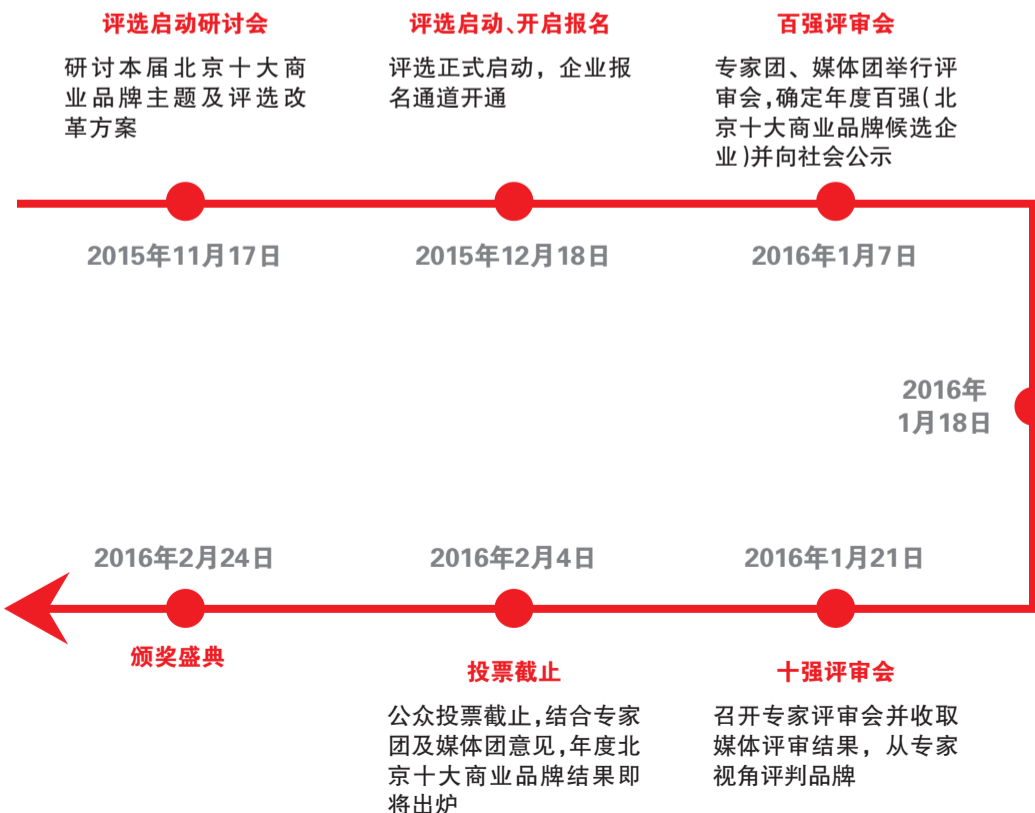 评选启动研讨会
研讨本届北京十大商
业品牌主题及评选改
革方案
2015年11月17日
评选启动、开启报名
评选正式启动，企业报
名通道开通
2015年12月18日
百强评审会
专家团、媒体团举行评
审会,确定年度百强(北
京十大商业品牌候选企
业)并向社会公示
2016年1月7日
2016年
1月18日
2016年1月21日
十强评审会
召开专家评审会并收取
媒体评审结果，从专家
视角评判品牌
2016年2月4日
投票截止
公众投票截止,结合专家
团及媒体团意见,年度北
京十大商业品牌结果即
将出炉
2016年2月24日
颁奖盛典